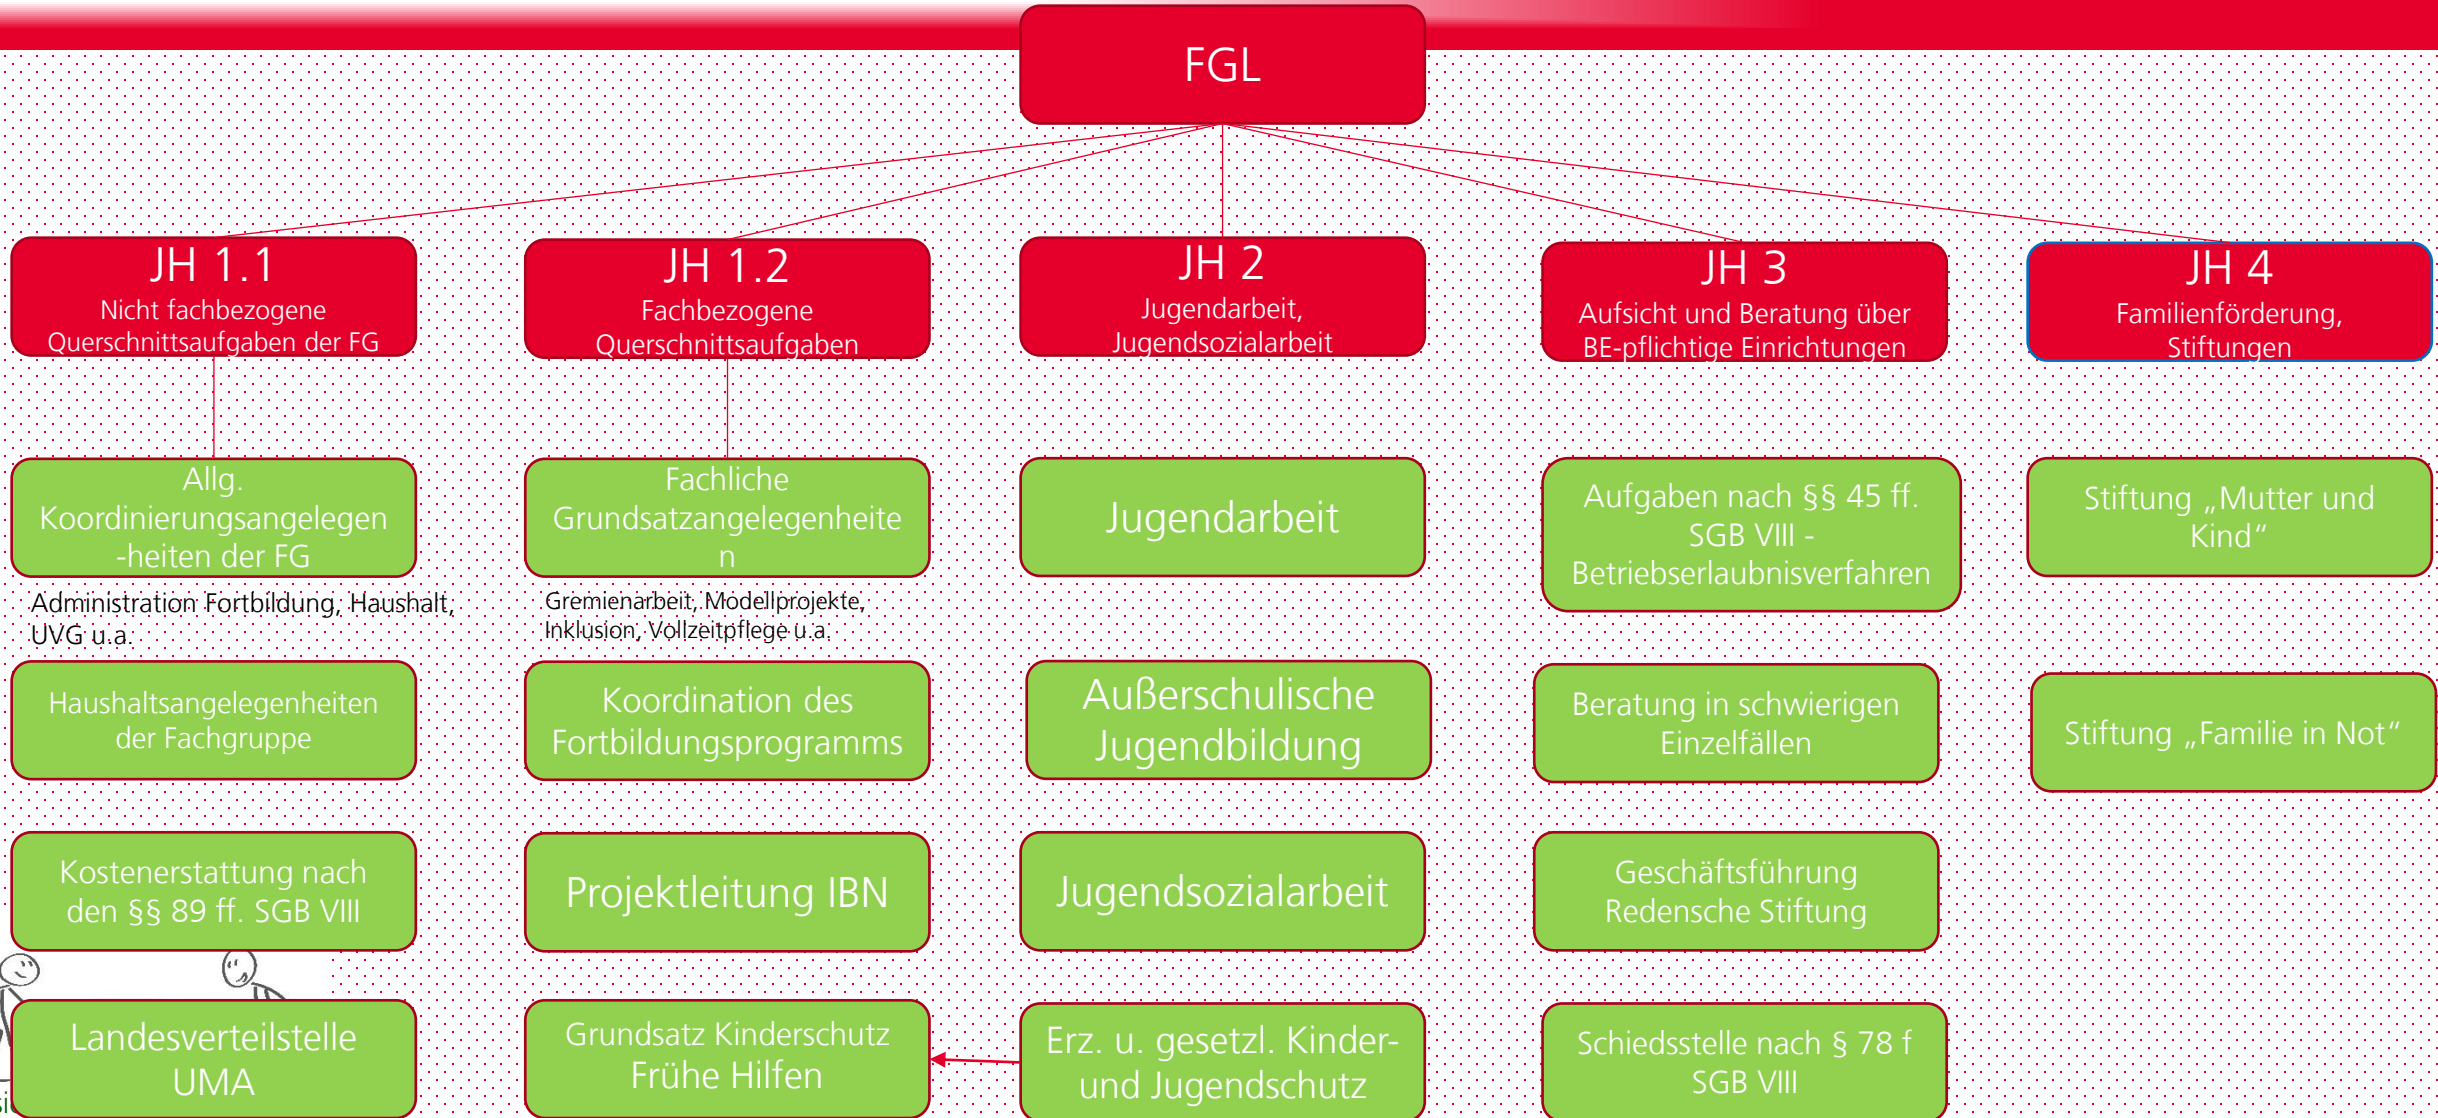 FGL
JH 1.1
Nicht fachbezogene
Querschnittsaufgaben der FG
JH 1.2
Fachbezogene
Querschnittsaufgaben
JH 2
Jugendarbeit,
Jugendsozialarbeit
JH 3
Aufsicht und Beratung über
BE-pflichtige Einrichtungen
JH 4
Familienförderung,
Stiftungen
Allg.
Koordinierungsangelegen
-heiten der FG
Administration Fortbildung, Haushalt,
UVG u.a.
Haushaltsangelegenheiten
der Fachgruppe
Kostenerstattung nach
den §§ 89 ff. SGB VIII
Landesverteilstelle
UMA
Fachliche
Grundsatzangelegenheite
n
Gremienarbeit, Modellprojekte,
Inklusion, Vollzeitpflege u.a.
Koordination des
Fortbildungsprogramms
Projektleitung IBN
Grundsatz Kinderschutz
Frühe Hilfen
Jugendarbeit
Außerschulische
Jugendbildung
Jugendsozialarbeit
Erz. u. gesetzl. Kinder-
und Jugendschutz
Aufgaben nach §§ 45 ff.
SGB VIII -
Betriebserlaubnisverfahren
Beratung in schwierigen
Einzelfällen
Geschäftsführung
Redensche Stiftung
Schiedsstelle nach § 78 f
SGB VIII
Stiftung „Mutter und
Kind“
Stiftung „Familie in Not“